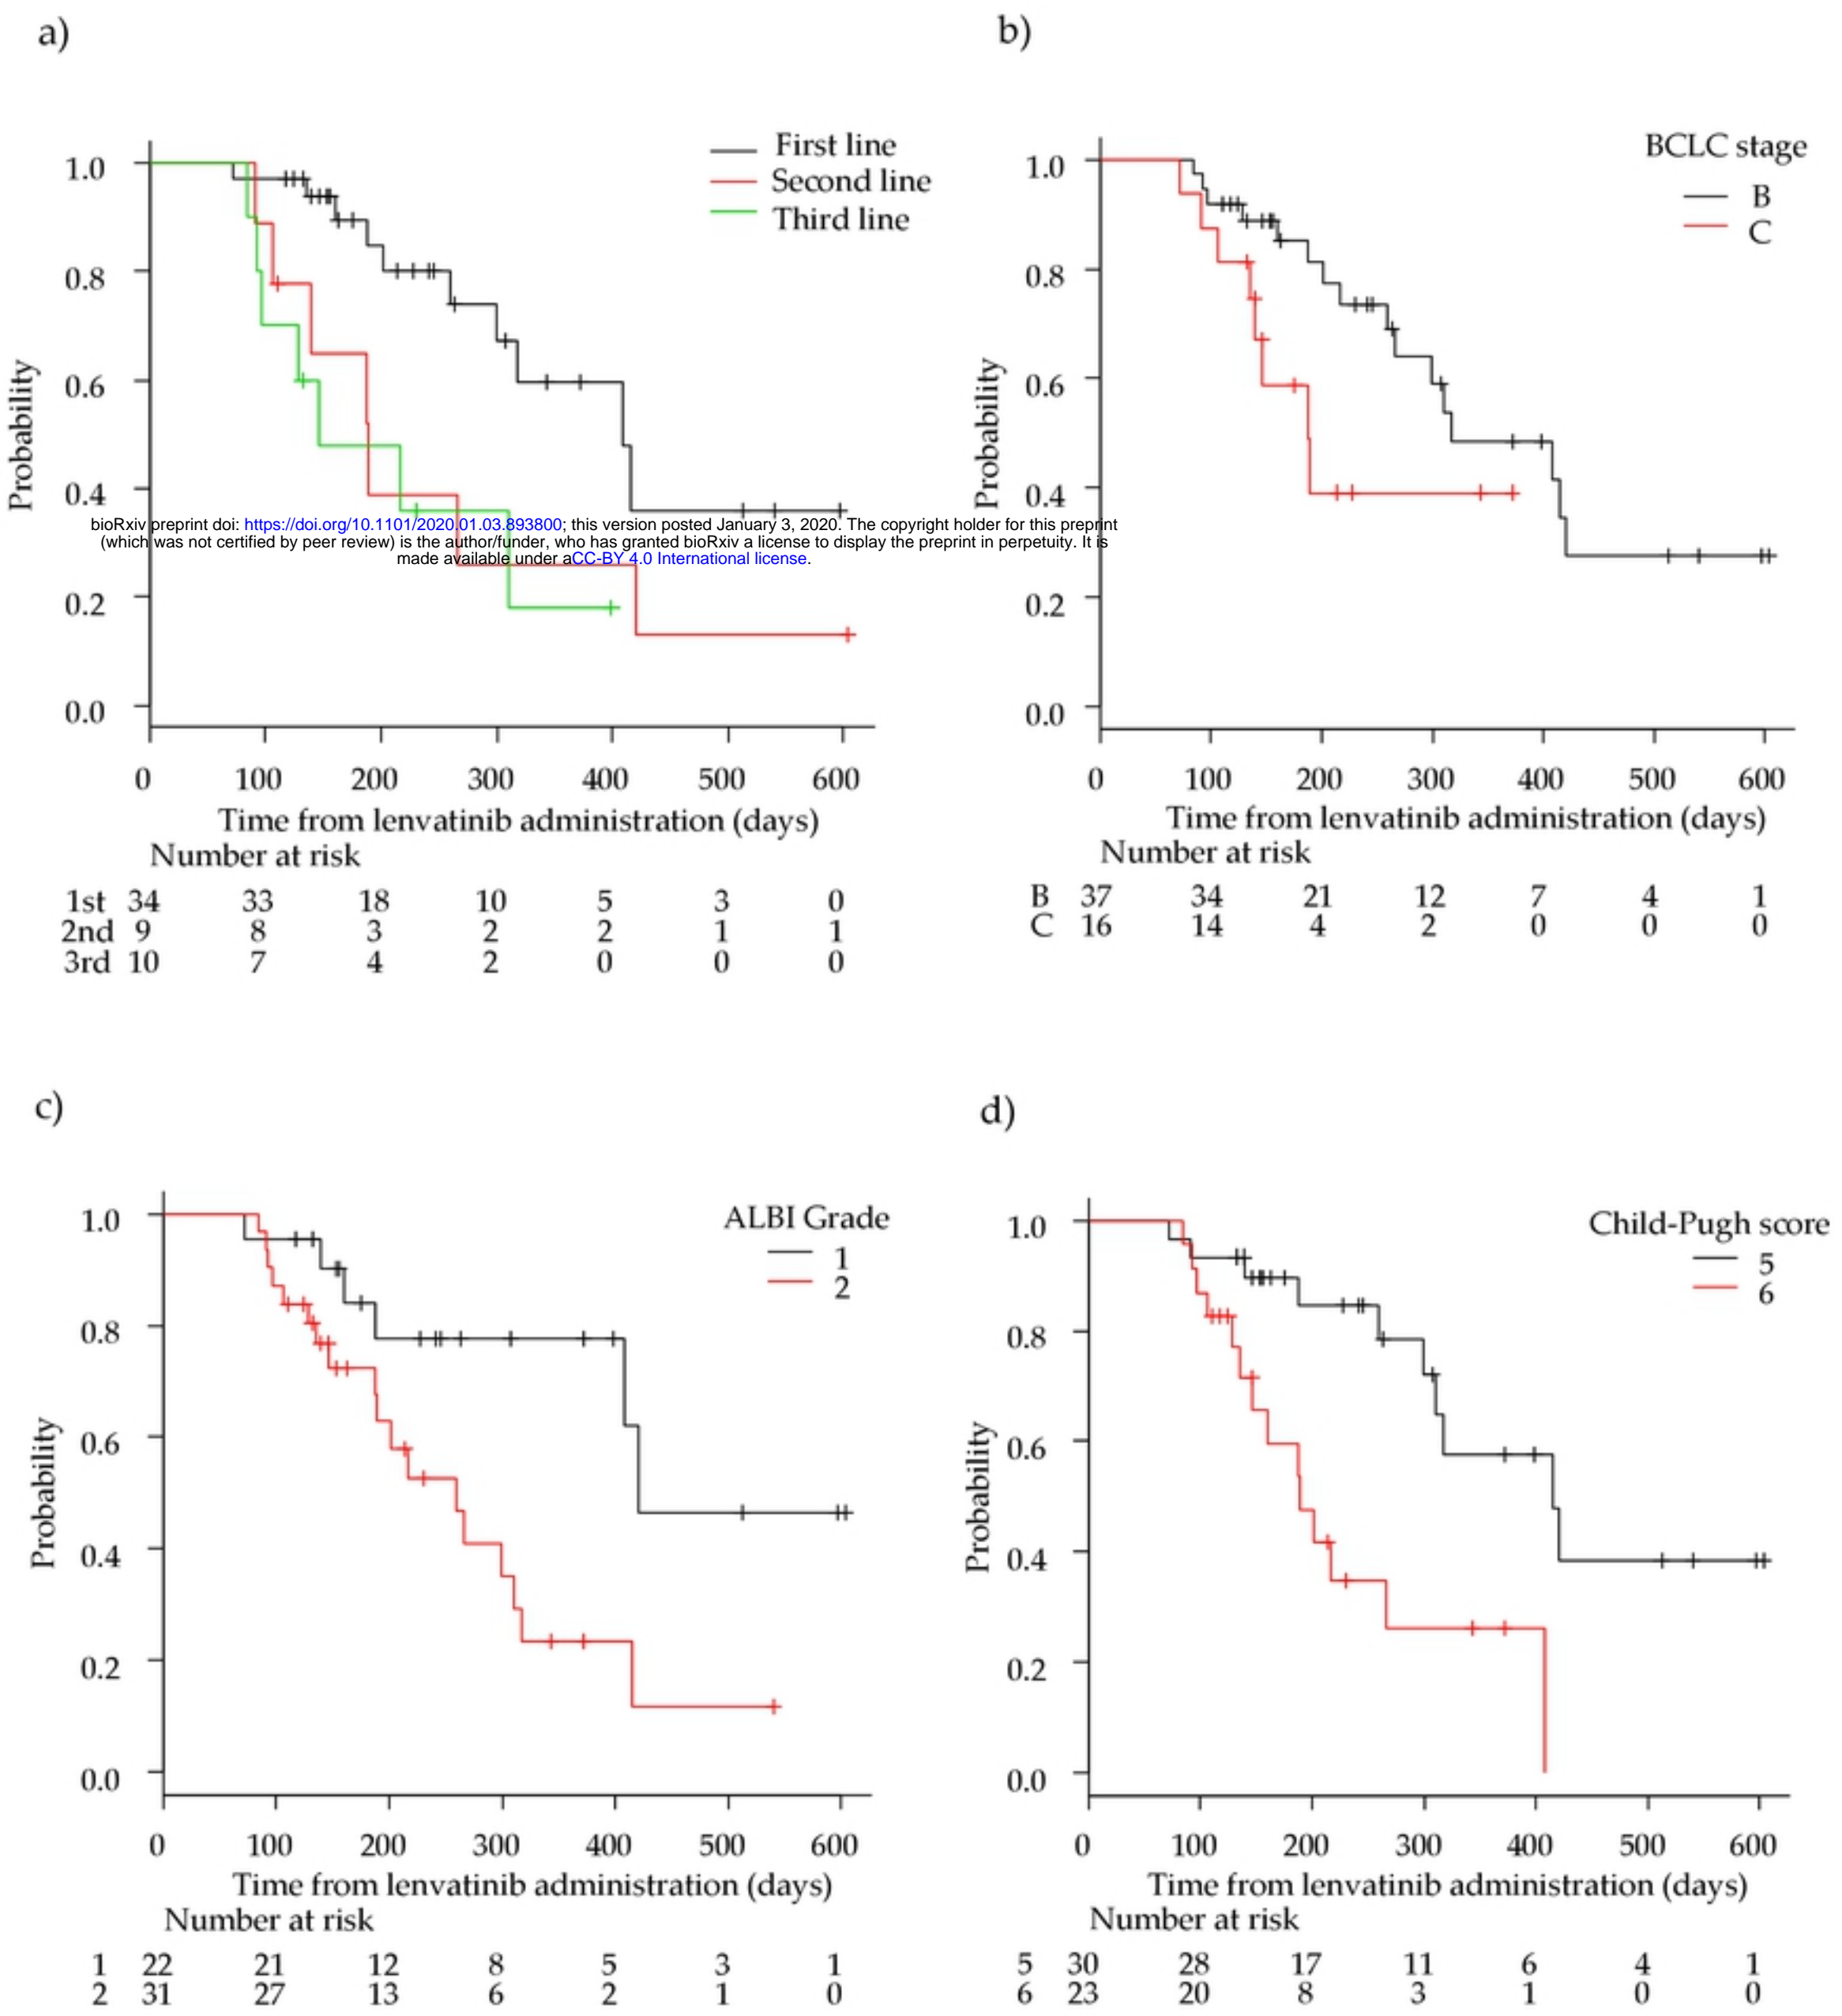 a)
First line
Second line
Third line
1.0
0.8
0.6
0.4
0.2
0.0
Probability
0 100 200 300 400 500 600
Time from lenvatinib administration (days)
Number at risk
1st 34 33 18 10 5 3 0
2nd 9 8 3 2 2 1 1
3rd 10 7 4 2 0 0 0
b)
BCLC stage
B
C
1.0
0.8
0.6
0.4
0.2
0.0
Probability
0 100 200 300 400 500 600
Time from lenvatinib administration (days)
Number at risk
B 37 34 21 12 7 4 1
C 16 14 4 2 0 0 0
bioRxiv preprint doi: https://doi.org/10.1101/2020.01.03.893800; this version posted January 3, 2020. The copyright holder for this preprint
(which was not certified by peer review) is the author/funder, who has granted bioRxiv a license to display the preprint in perpetuity. It is
made available under aCC-BY 4.0 International license.
c)
ALBI Grade
1
2
1.0
0.8
0.6
0.4
0.2
0.0
Probability
0 100 200 300 400 500 600
Time from lenvatinib administration (days)
Number at risk
1 22 21 12 8 5 3 1
2 31 27 13 6 2 1 0
d)
Child-Pugh score
5
6
1.0
0.8
0.6
0.4
0.2
0.0
Probability
0 100 200 300 400 500 600
Time from lenvatinib administration (days)
Number at risk
5 30 28 17 11 6 4 1
6 23 20 8 3 1 0 0